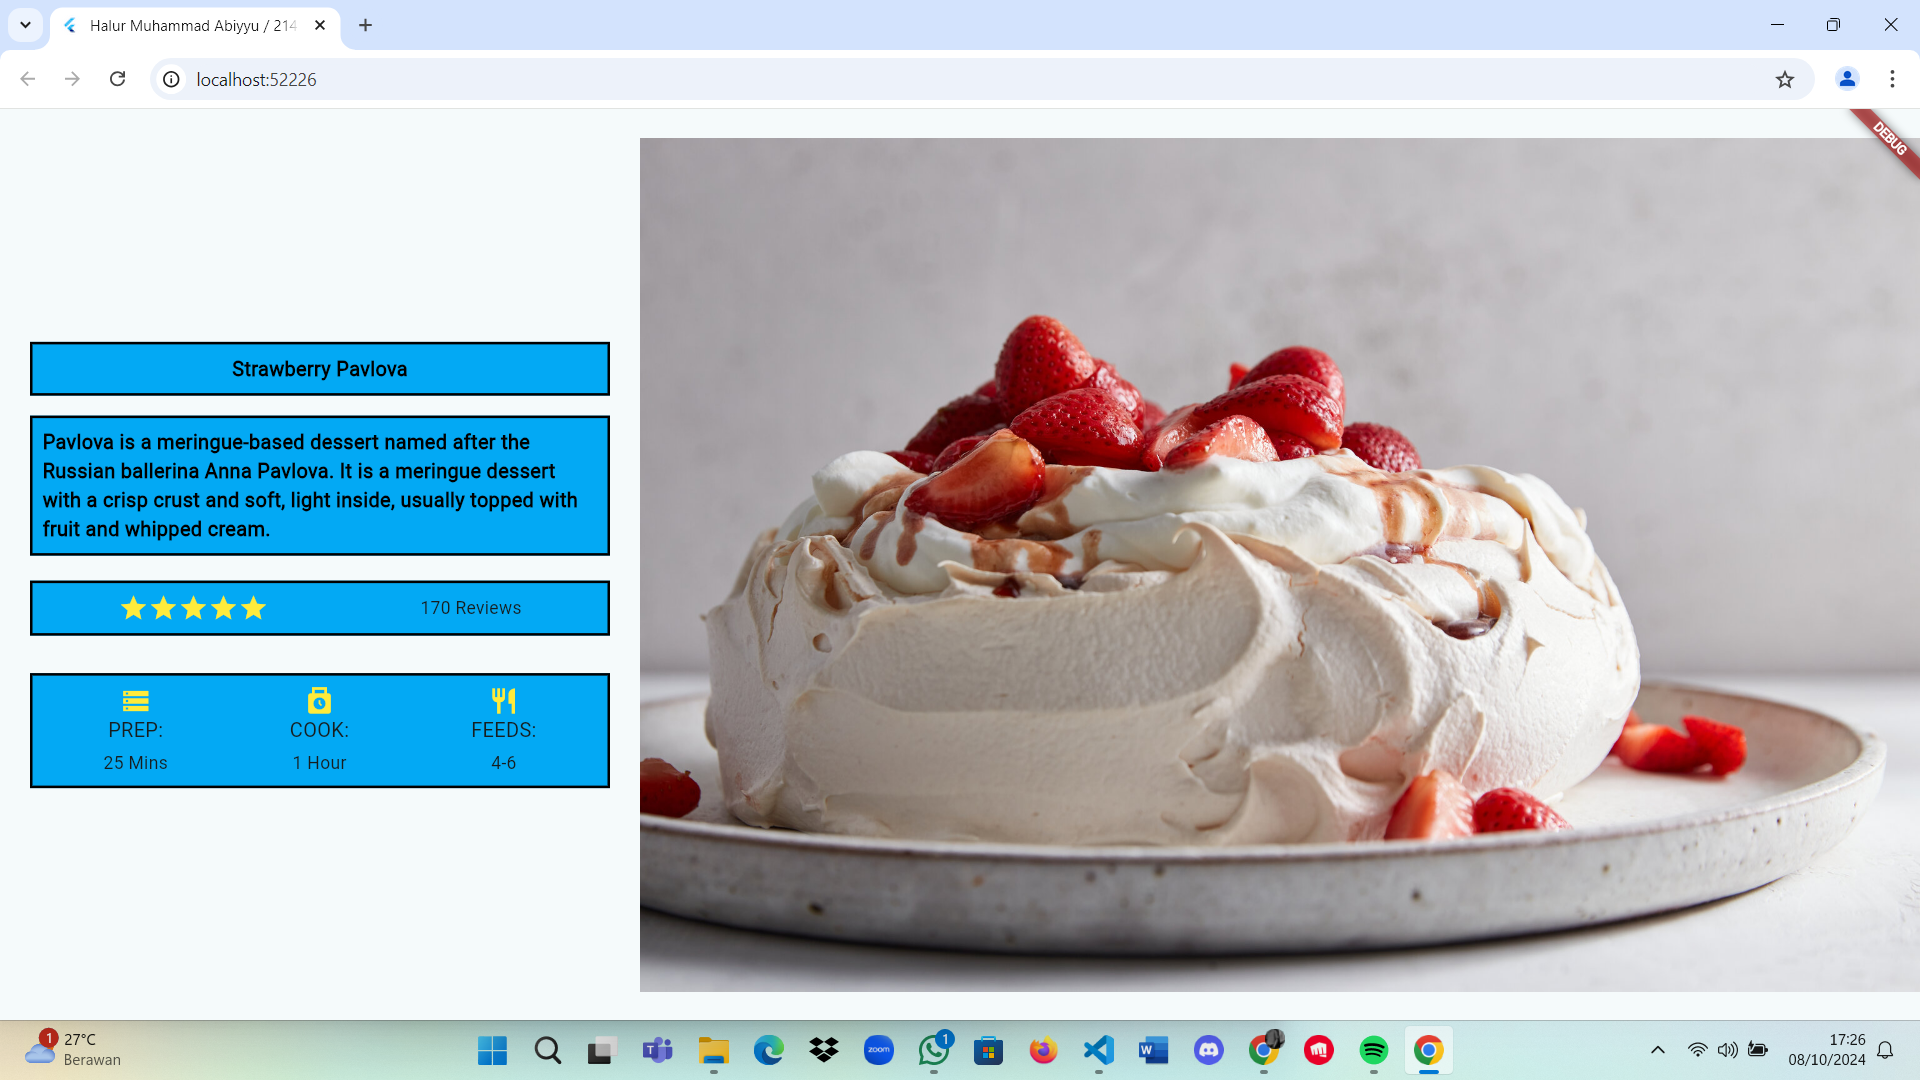 Halur Muhammad Abiyyu / 214
localhost:52226
DEBUG
Strawberry Pavlova
Pavlova is a meringue-based dessert named after the
Russian ballerina Anna Pavlova. It is a meringue dessert
with a crisp crust and soft, light inside, usually topped with
fruit and whipped cream.
170 Reviews
PREP: COOK: FEEDS:
25 Mins 1 Hour 4-6
1 27°C
Berawan
T
zoom
1
W
17:26
08/10/2024